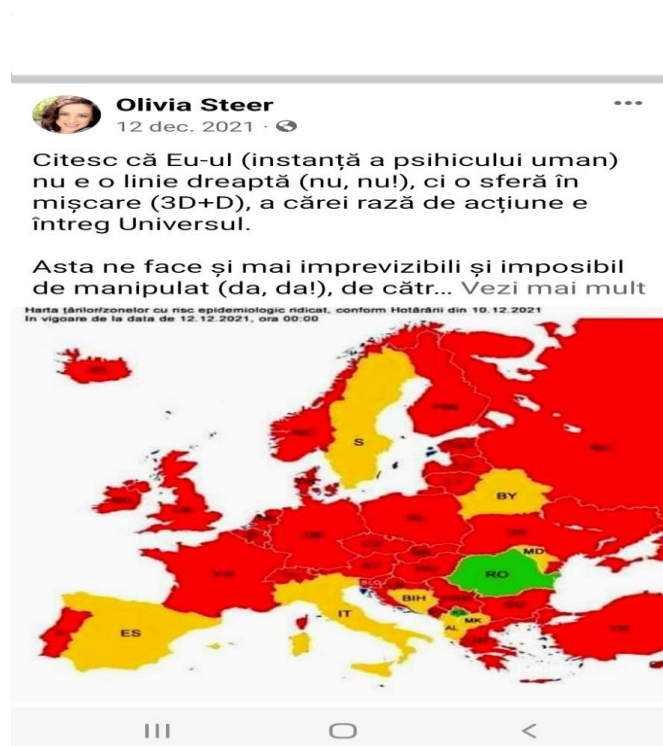 Olivia Steer
12 dec. 2021 ·
Citesc că Eu-ul (instanță a psihicului uman)
nu e o linie dreaptă (nu, nu!), ci o sferă în
mișcare (3D+D), a cărei rază de acțiune e
întreg Universul.
Asta ne face și mai imprevizibili și imposibil
de manipulat (da, da!), de cătr... Vezi mai mult
Harta țărilor/zonelor cu risc epidemiologic ridicat, conform Hotărârii din 10.12.2021
In vigoare de la data de 12.12.2021, ora 00:00
S
BY
MD
RO
BIH
IT
ES
MK
AL